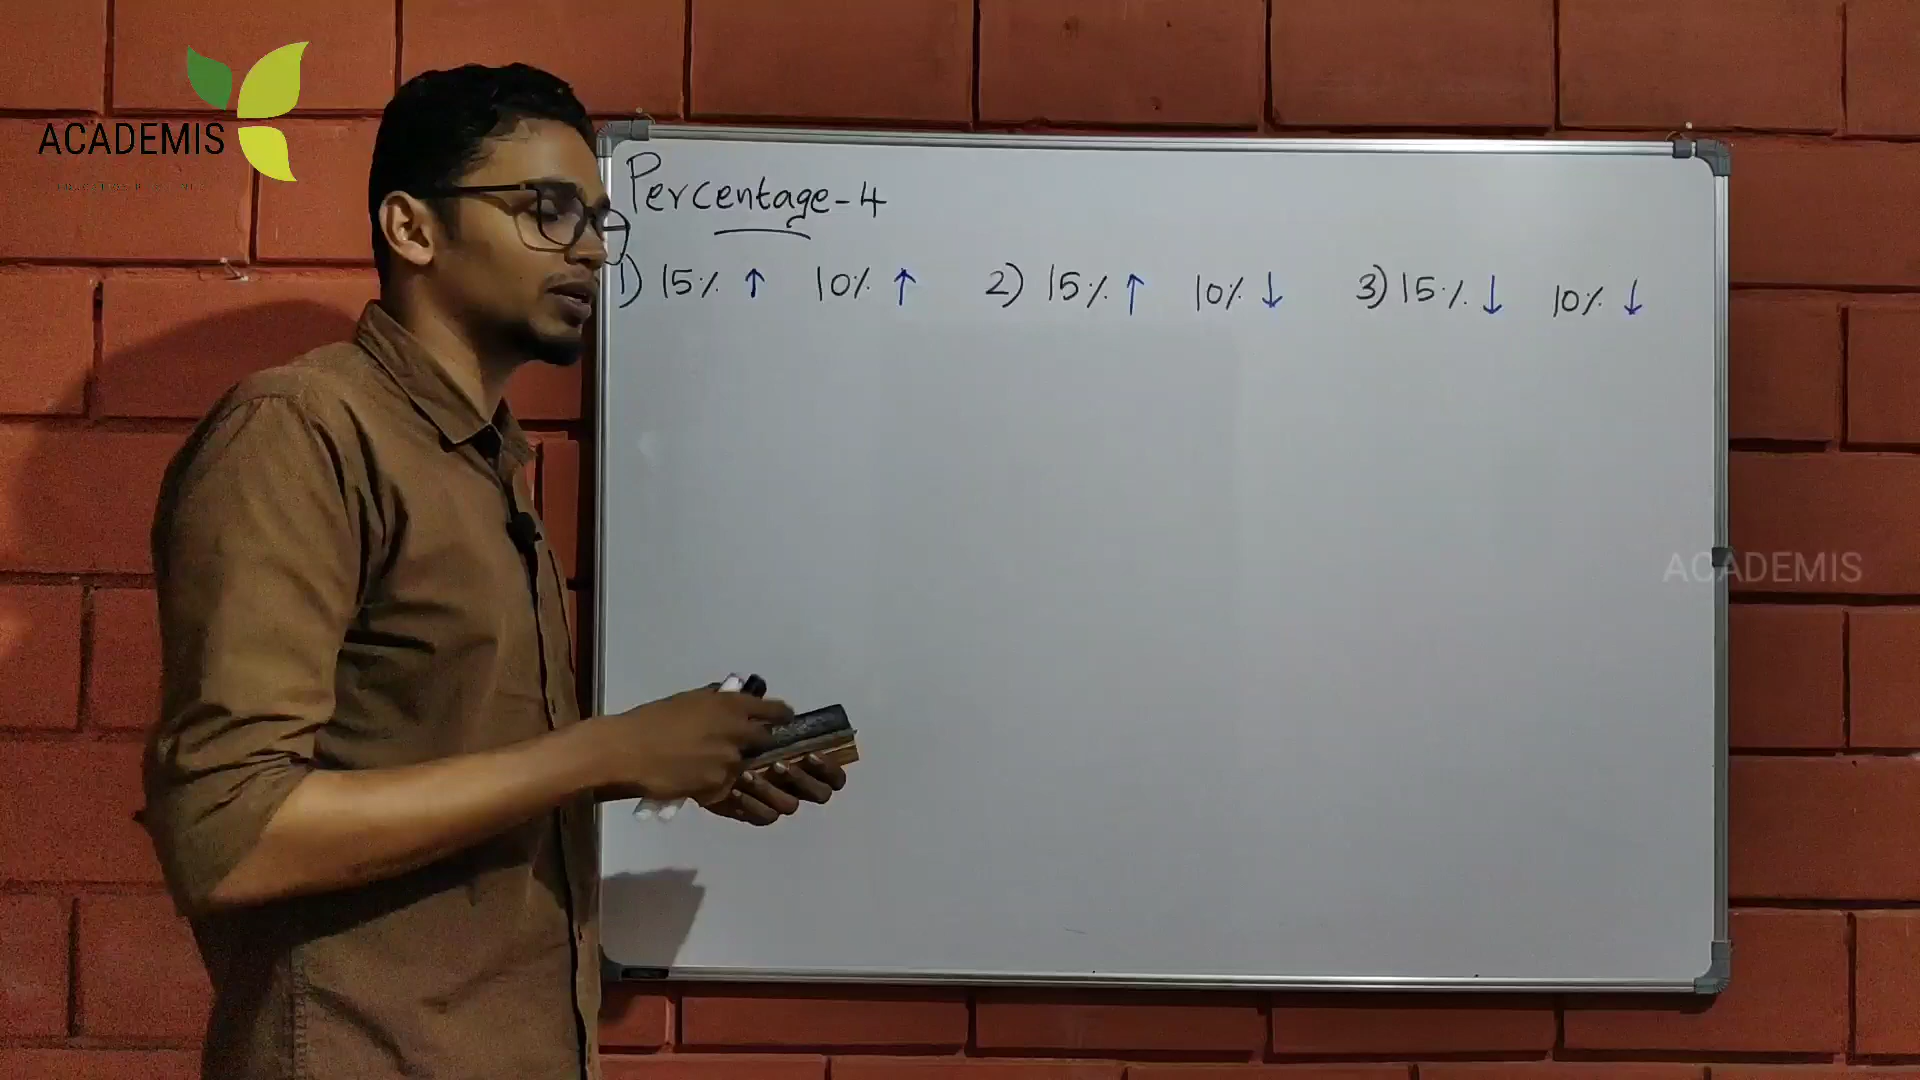 ACADEMIS
Percentage-4
1) 15% ↑ 10% ↑ 2) 15% ↑ 10% ↓ 3) 15% ↓ 10% ↓
ACADEMIS